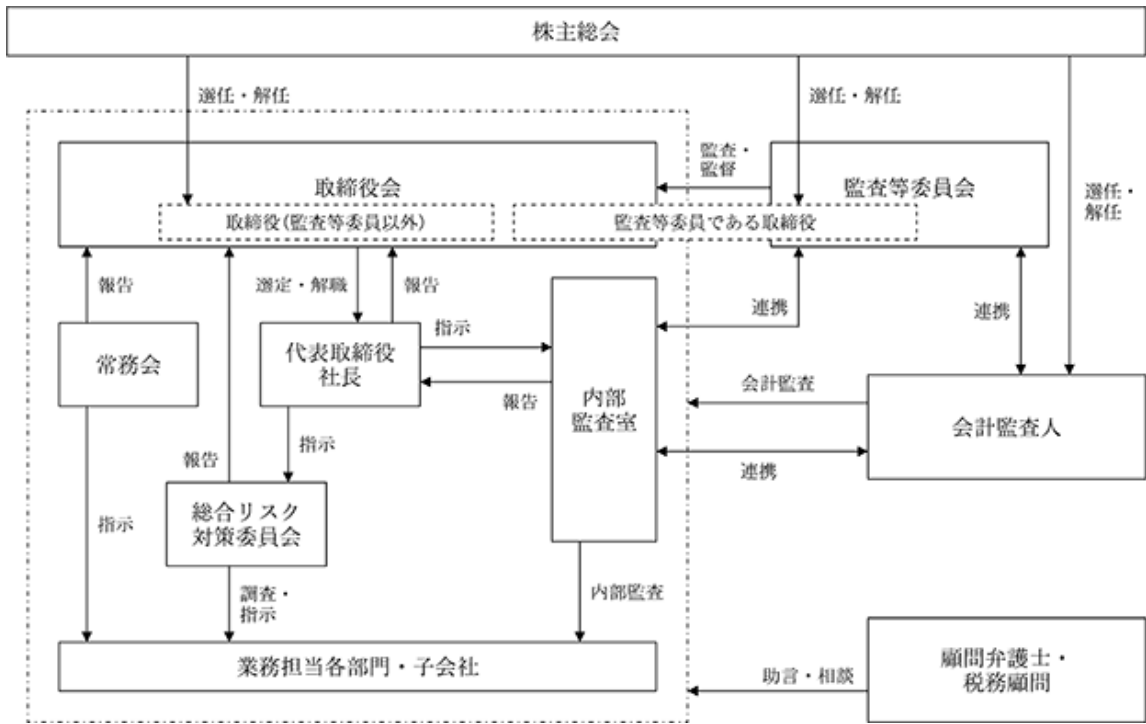 株主総会
選任・解任
選任・解任
選任・
解任
監査・
監督
取締役会
監査等委員会
取締役(監査等委員以外)
監査等委員である取締役
報告
選定・解職
報告
連携
連携
常務会
代表取締役
社長
指示
報告
内部
監査室
会計監査
会計監査人
連携
指示
報告
指示
総合リスク
対策委員会
調査・
指示
内部監査
業務担当各部門・子会社
助言・相談
顧問弁護士・
税務顧問